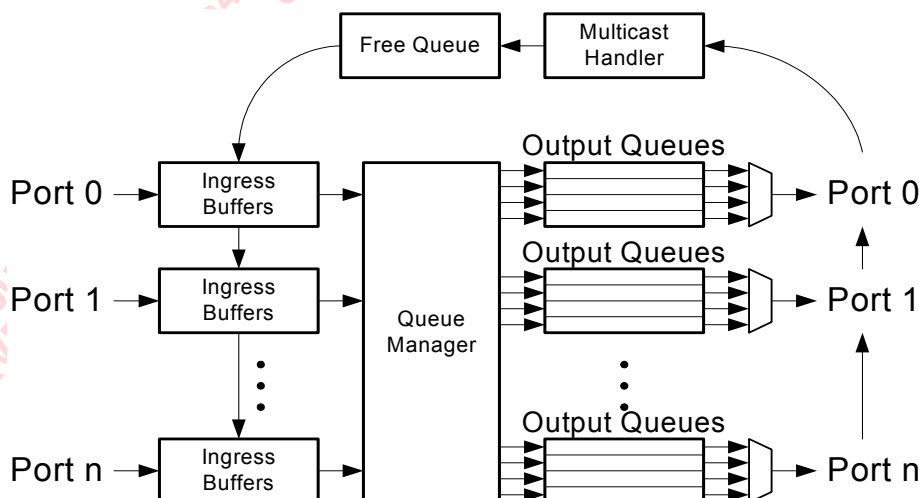 Free Queue
Multicast
Handler
Output Queues
Port 0
Ingress
Buffers
Port 0
Output Queues
Port 1
Ingress
Buffers
Queue
Manager
Port 1
Output Queues
Port n
Ingress
Buffers
Port n